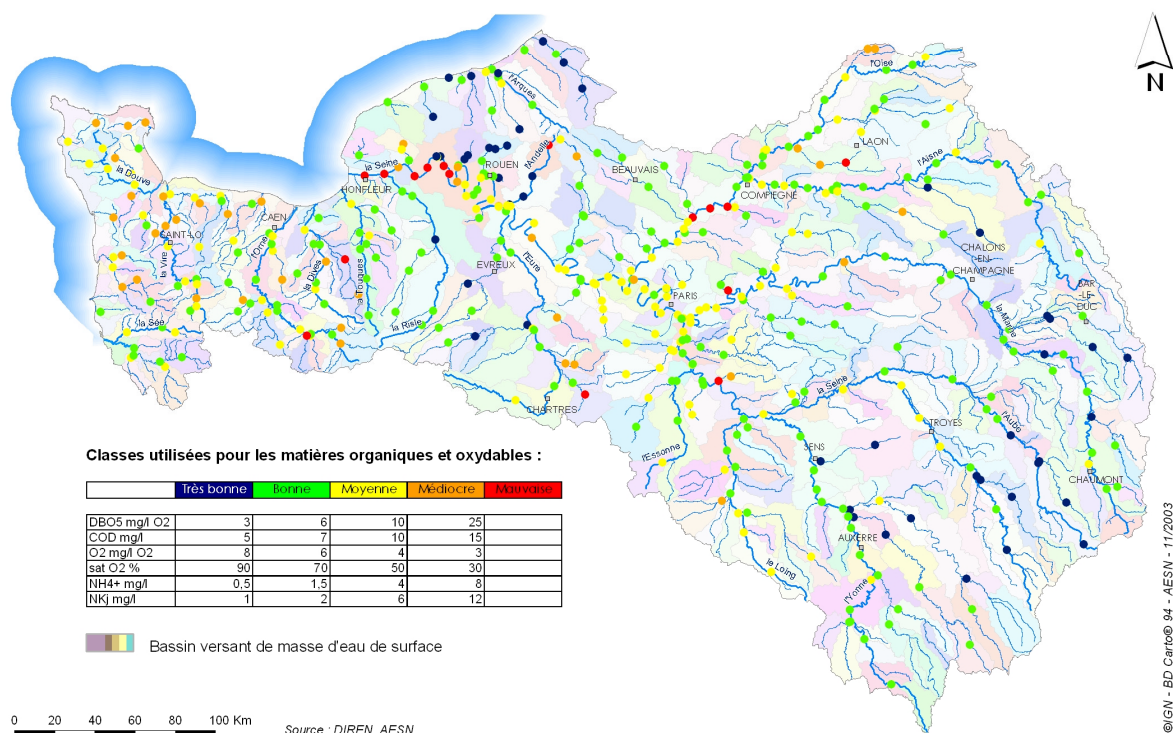 N
l'Oise
l'Arques
LAON
la Douve
l'Andelle
l'Aisne
la Seine
ROUEN
BEAUVAIS
HONFLEUR
COMPIEGNE
CAEN
SAINT-LO
l'Orne
la Vire
la Dives
la Touques
l'Eure
EVREUX
CHALONS
EN
CHAMPAGNE
PARIS
BAR
LE
DUC
la Sée
la Risle
la Marne
la Seine
CHARTRES
l'Aube
TROYES
l'Essonne
SENS
CHAUMONT
AUXERRE
le Loing
l'Yonne
Classes utilisées pour les matières organiques et oxydables :
Très bonne Bonne Moyenne Médiocre Mauvaise
DBO5 mg/l O2 3 6 10 25
COD mg/l 5 7 10 15
O2 mg/l O2 8 6 4 3
sat O2 % 90 70 50 30
NH4+ mg/l 0,5 1,5 4 8
NKj mg/l 1 2 6 12
Bassin versant de masse d'eau de surface
0 20 40 60 80 100 Km
Source : DIREN, AESN
©IGN - BD Carto® 94 - AESN - 11/2003